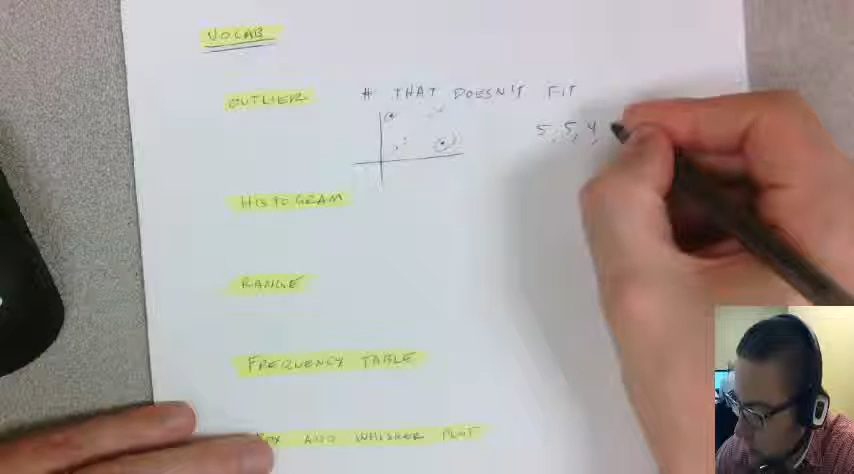 VOCAB
OUTLIER # THAT DOESN'T FIT
5, 5, 4,
HISTOGRAM
RANGE
FREQUENCY TABLE
AND WHISKER PLOT